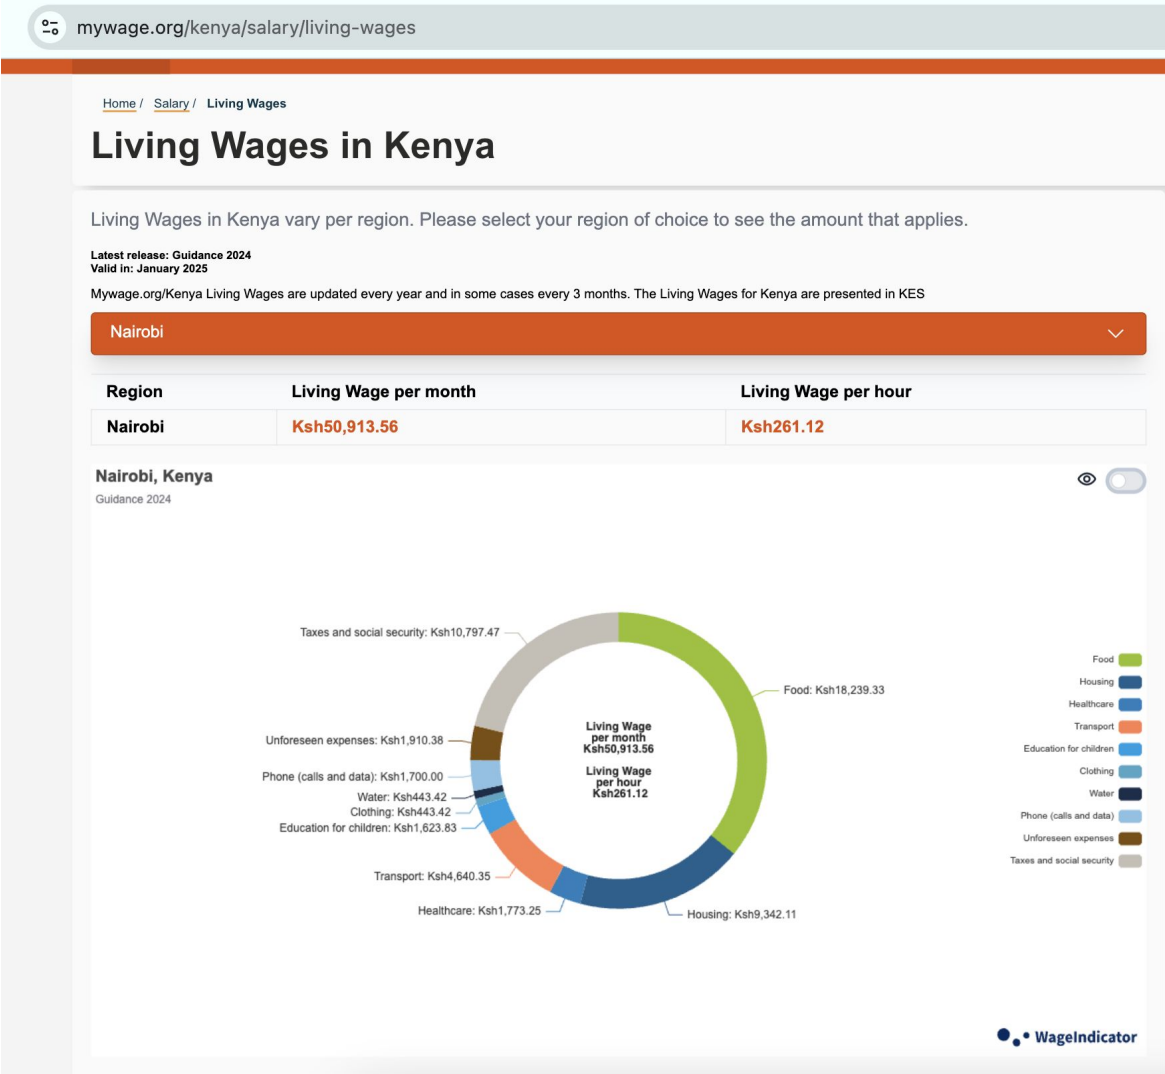 mywage.org/kenya/salary/living-wages
Home / Salary / Living Wages
Living Wages in Kenya
Living Wages in Kenya vary per region. Please select your region of choice to see the amount that applies.
Latest release: Guidance 2024
Valid in: January 2025
Mywage.org/Kenya Living Wages are updated every year and in some cases every 3 months. The Living Wages for Kenya are presented in KES
Nairobi
Region Living Wage per month Living Wage per hour
Nairobi Ksh50,913.56 Ksh261.12
Nairobi, Kenya
Guidance 2024
Taxes and social security: Ksh10,797.47
Food: Ksh18,239.33
Unforeseen expenses: Ksh1,910.38
Phone (calls and data): Ksh1,700.00
Water: Ksh443.42
Clothing: Ksh443.42
Education for children: Ksh1,623.83
Transport: Ksh4,640.35
Healthcare: Ksh1,773.25
Housing: Ksh9,342.11
Living Wage
per month
Ksh50,913.56
Living Wage
per hour
Ksh261.12
Food
Housing
Healthcare
Transport
Education for children
Clothing
Water
Phone (calls and data)
Unforeseen expenses
Taxes and social security
WageIndicator